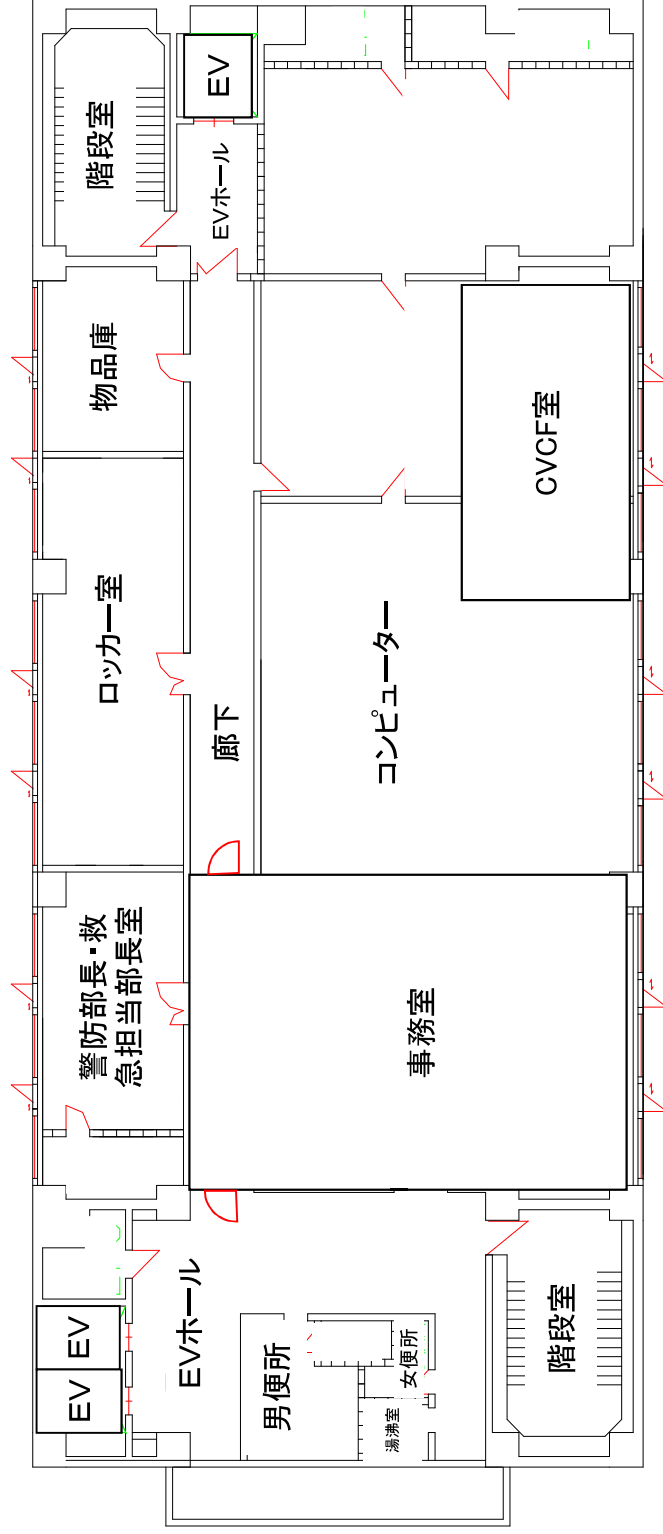 階段室
EV
EVホール
物品庫
CVCF室
ロッカー室
コンピューター
廊下
警防部長・救
急担当部長室
事務室
EV
EV
EVホール
男便所
女便所
湯沸室
階段室